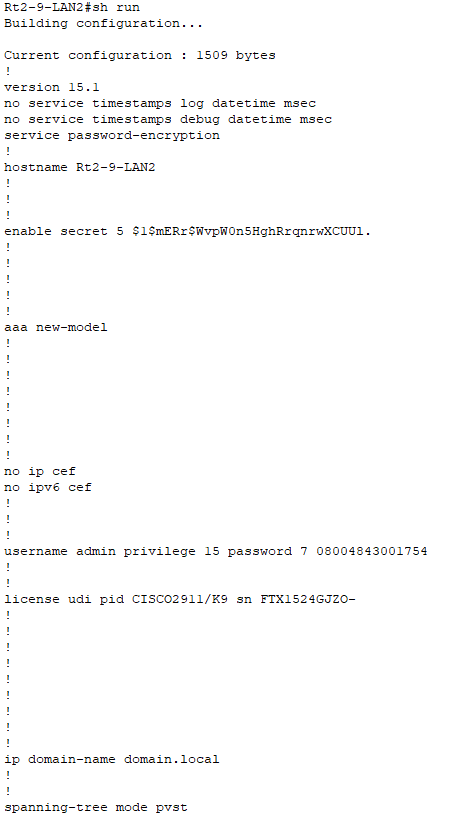 Rt2-9-LAN2#sh run
Building configuration...
Current configuration : 1509 bytes
!
version 15.1
no service timestamps log datetime msec
no service timestamps debug datetime msec
service password-encryption
!
hostname Rt2-9-LAN2
!
!
!
enable secret 5 $1$mERr$WvpW0n5HghRrqnrwXCUUl.
!
!
!
!
!
aaa new-model
!
!
!
!
!
!
!
!
no ip cef
no ipv6 cef
!
!
!
username admin privilege 15 password 7 08004843001754
!
!
license udi pid CISCO2911/K9 sn FTX1524GJZO-
!
!
!
!
!
!
!
!
!
ip domain-name domain.local
!
!
spanning-tree mode pvst